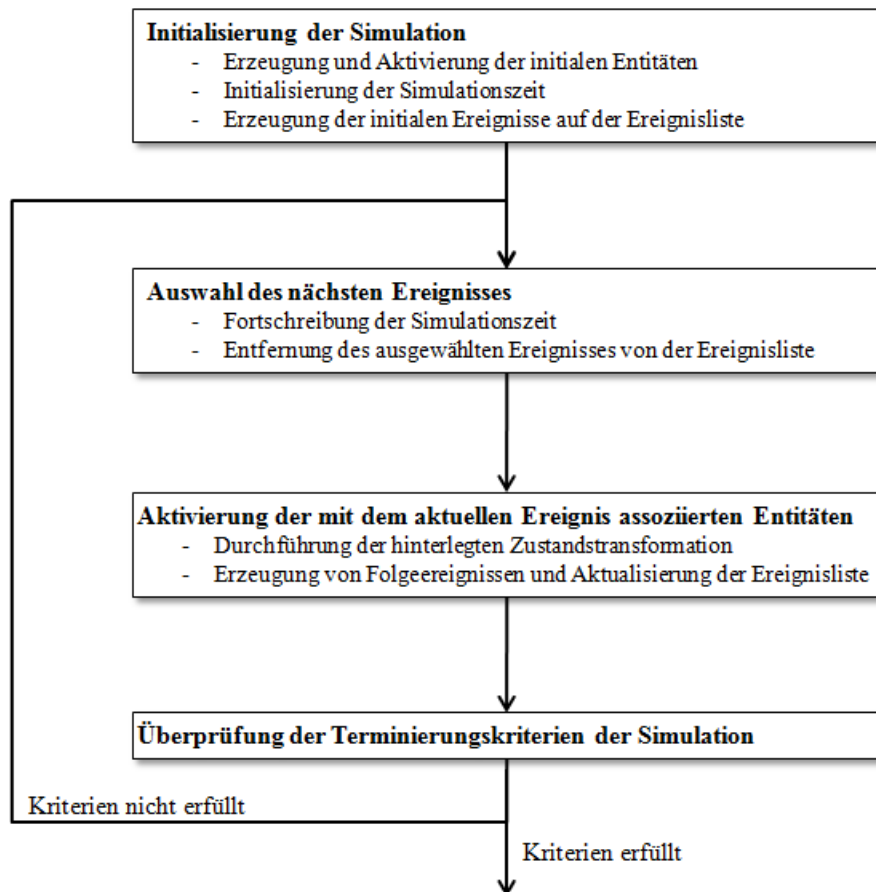 Initialisierung der Simulation
- Erzeugung und Aktivierung der initialen Entitäten
- Initialisierung der Simulationszeit
- Erzeugung der initialen Ereignisse auf der Ereignisliste
Auswahl des nächsten Ereignisses
- Fortschreibung der Simulationszeit
- Entfernung des ausgewählten Ereignisses von der Ereignisliste
Aktivierung der mit dem aktuellen Ereignis assoziierten Entitäten
- Durchführung der hinterlegten Zustandstransformation
- Erzeugung von Folgeereignissen und Aktualisierung der Ereignisliste
Überprüfung der Terminierungskriterien der Simulation
Kriterien nicht erfüllt
Kriterien erfüllt